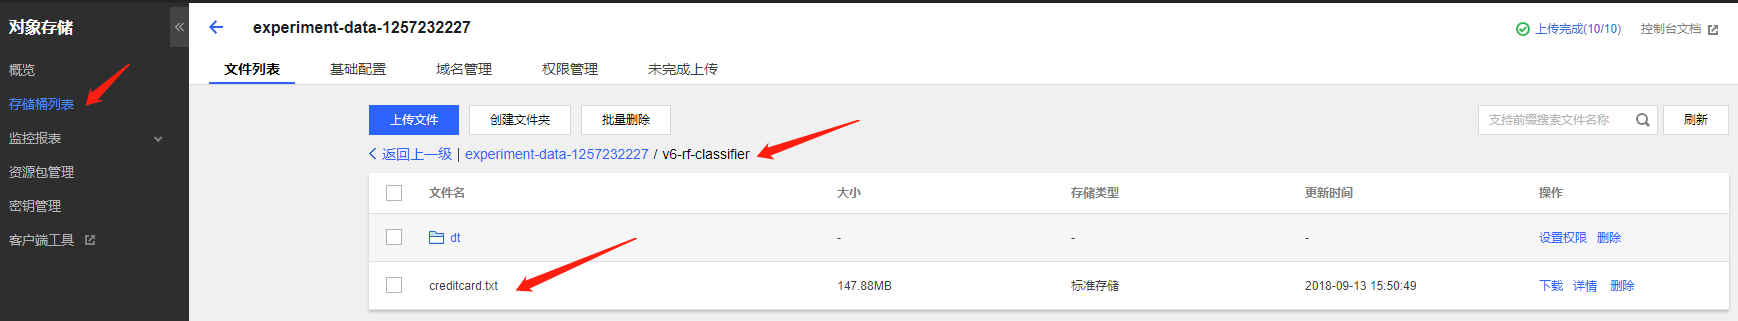 对象存储
概览
存储桶列表
监控报表
资源包管理
密钥管理
客户端工具
experiment-data-1257232227
上传完成(10/10) 控制台文档
文件列表 基础配置 域名管理 权限管理 未完成上传
上传文件 创建文件夹 批量删除 支持前缀搜索文件名称 刷新
返回上一级 | experiment-data-1257232227 / v6-rf-classifier
文件名 大小 存储类型 更新时间 操作
dt - - - 设置权限 删除
creditcard.txt 147.88MB 标准存储 2018-09-13 15:50:49 下载 详情 删除